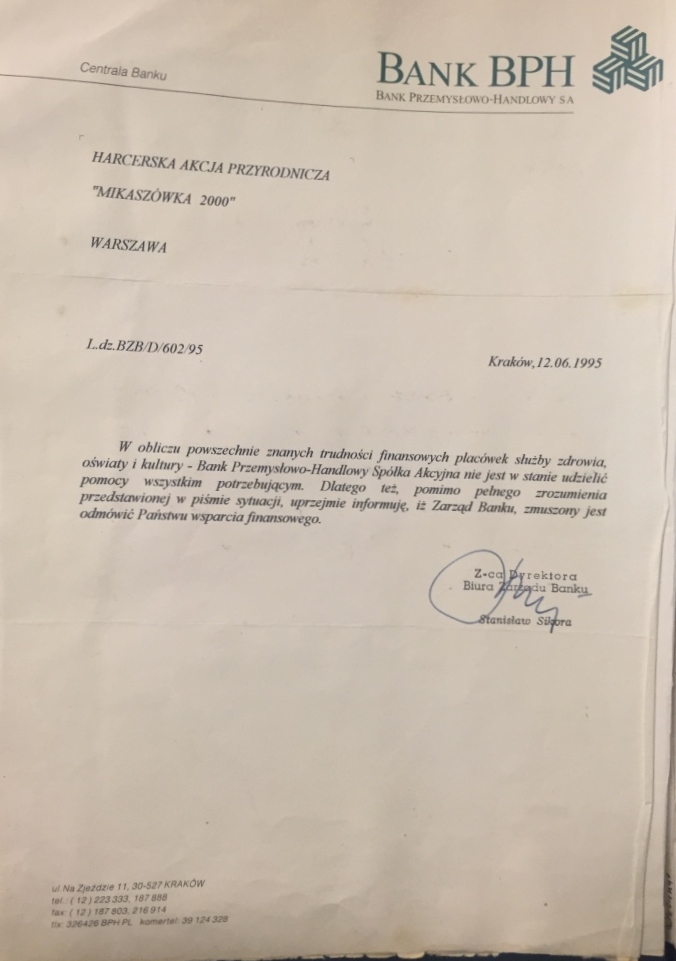 Centrala Banku
BANK BPH
BANK PRZEMYSŁOWO-HANDLOWY SA
HARCERSKA AKCJA PRZYRODNICZA
"MIKASZÓWKA 2000"
WARSZAWA
L.dz.BZB/D/602/95
Kraków,12.06.1995
W obliczu powszechnie znanych trudności finansowych placówek służby zdrowia,
oświaty i kultury - Bank Przemysłowo-Handlowy Spółka Akcyjna nie jest w stanie udzielić
pomocy wszystkim potrzebującym. Dlatego też, pomimo pełnego zrozumienia
przedstawionej w piśmie sytuacji, uprzejmie informuję, iż Zarząd Banku, zmuszony jest
odmówić Państwu wsparcia finansowego.
Z-ca Dyrektora
Biura Zarządu Banku
Stanisław
ul.Na Zjeździe 11, 30-527 KRAKÓW
tel.: ( 12 ) 223 333, 187 888
fax: ( 12 ) 187 803, 216 914
tlx: 326426 BPH-PL komertel: 39 124 328